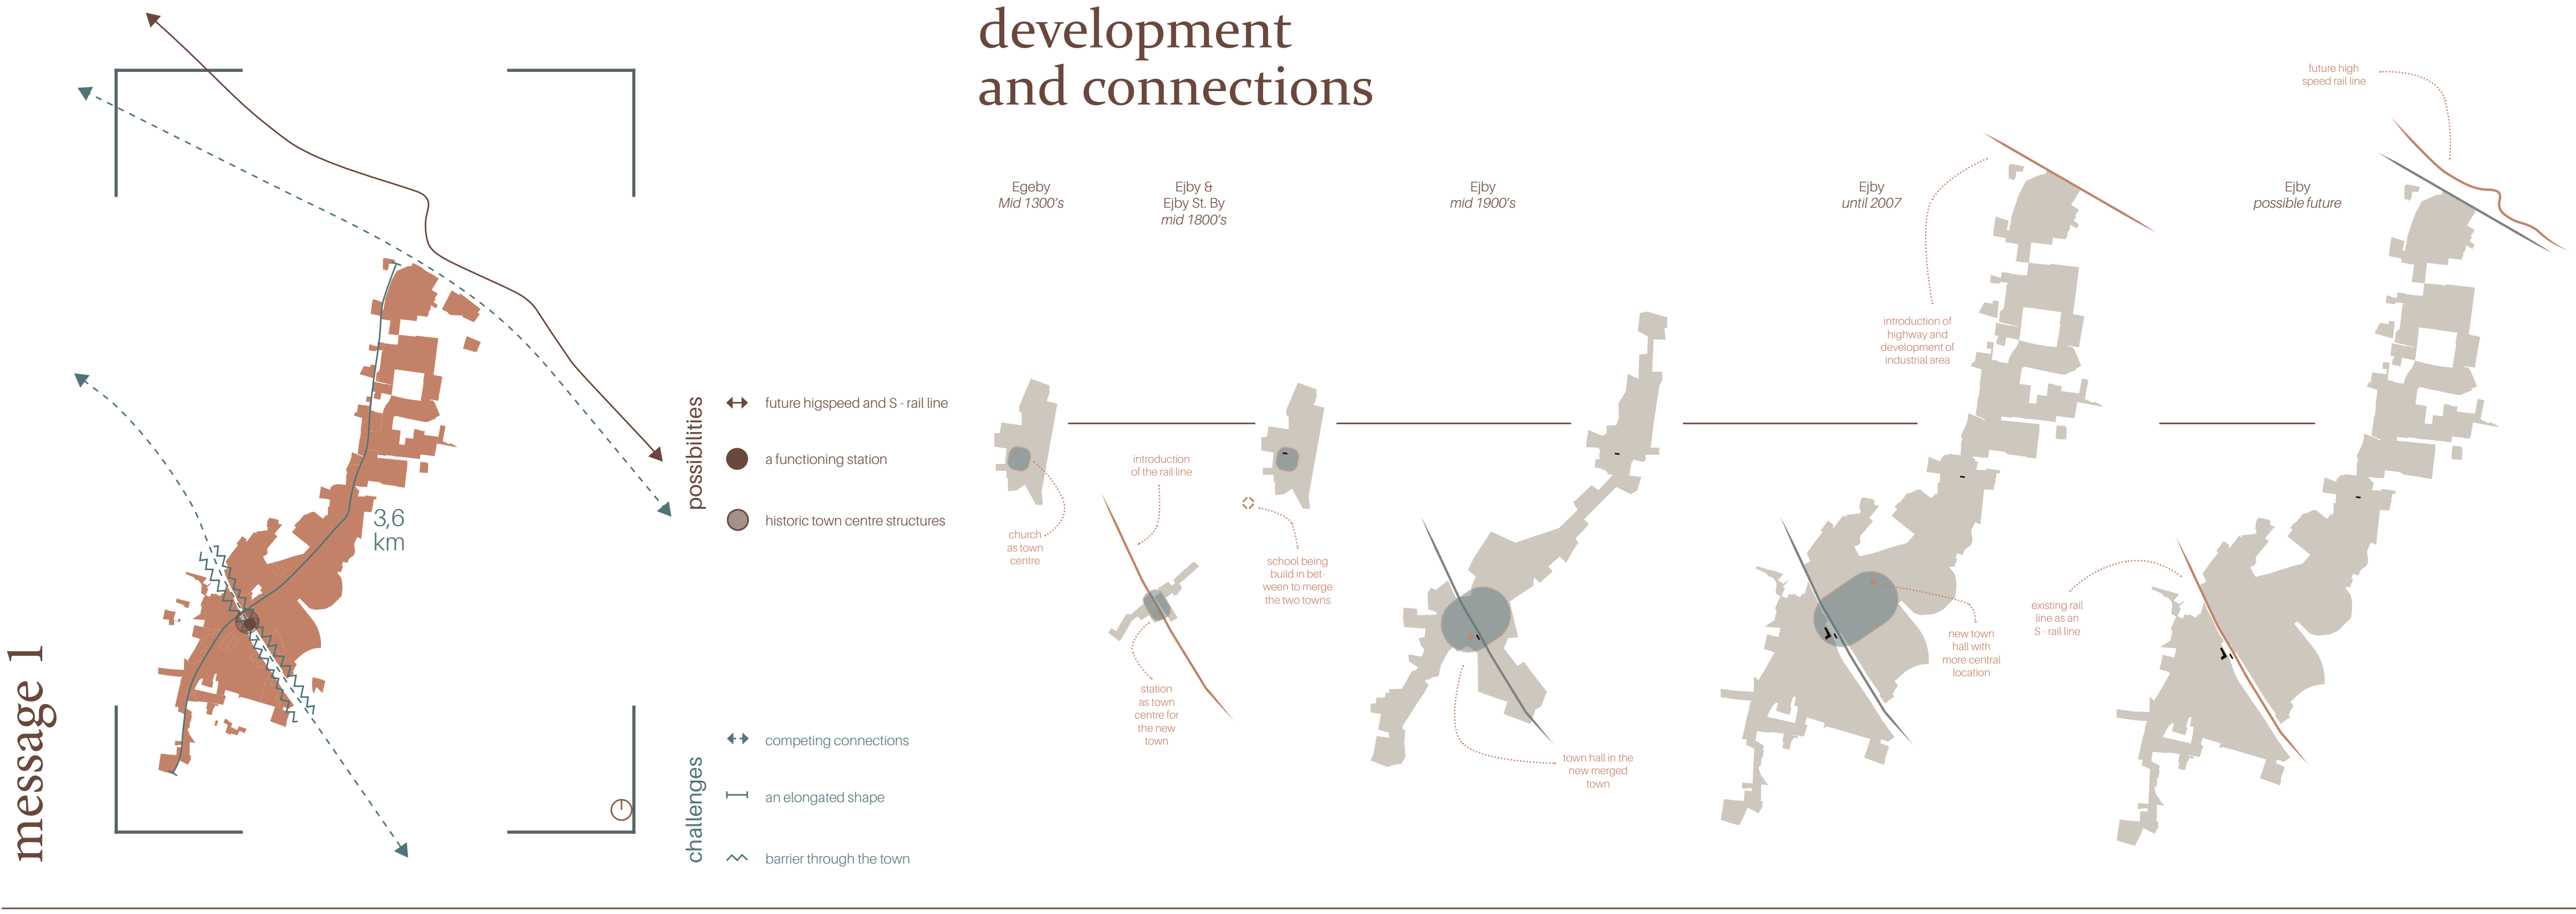 message 1
development
and connections
3,6
km
possibilities
future higspeed and S - rail line
a functioning station
historic town centre structures
challenges
competing connections
an elongated shape
barrier through the town
Egeby
Mid 1300's
church
as town
centre
Ejby &
Ejby St. By
mid 1800's
introduction
of the rail line
station
as town
centre for
the new
town
school being
build in bet-
ween to merge
the two towns
Ejby
mid 1900's
town hall in the
new merged
town
Ejby
until 2007
introduction of
highway and
development of
industrial area
new town
hall with
more central
location
Ejby
possible future
future high
speed rail line
existing rail
line as an
S - rail line